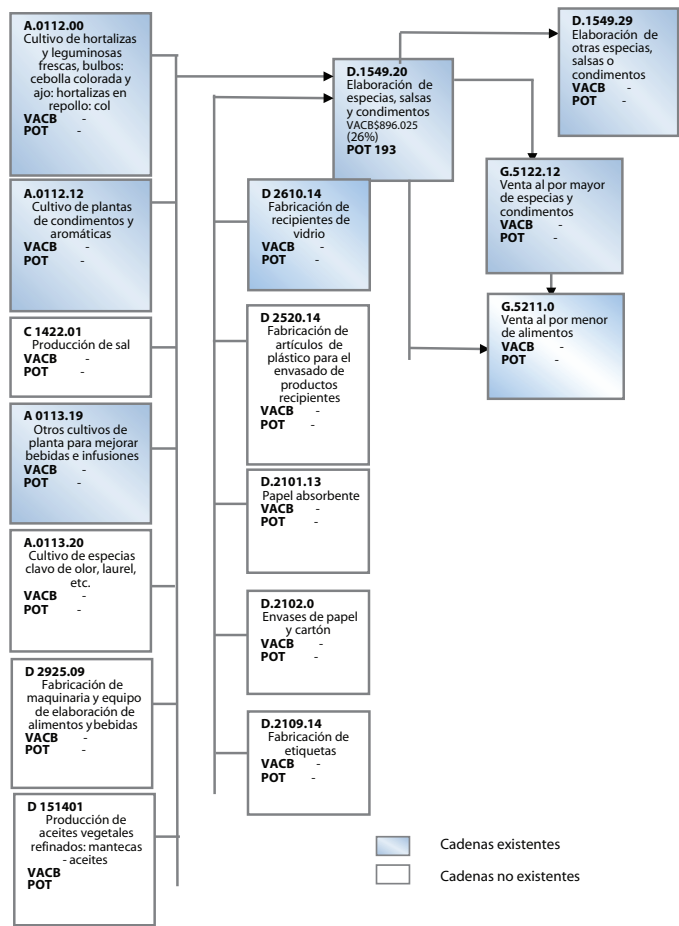 A.0112.00
Cultivo de hortalizas
y leguminosas
frescas, bulbos:
cebolla colorada y
ajo: hortalizas en
repollo: col
VACB -
POT -
A.0112.12
Cultivo de plantas
de condimentos y
aromáticas
VACB -
POT -
C 1422.01
Producción de sal
VACB -
POT -
A 0113.19
Otros cultivos de
planta para mejorar
bebidas e infusiones
VACB -
POT -
A.0113.20
Cultivo de especias
clavo de olor, laurel,
etc.
VACB -
POT -
D 2925.09
Fabricación de
maquinaria y equipo
de elaboración de
alimentos ybebidas
VACB -
POT -
D 151401
Producción de
aceites vegetales
refinados: mantecas
- aceites
VACB
POT
D 2610.14
Fabricación de
recipientes de
vidrio
VACB -
POT -
D 2520.14
Fabricación de
artículos de
plástico para el
envasado de
productos
recipientes
VACB -
POT -
D.2101.13
Papel absorbente
VACB -
POT -
D.2102.0
Envases de papel
y cartón
VACB -
POT -
D.2109.14
Fabricación de
etiquetas
VACB -
POT -
D.1549.20
Elaboración de
especias, salsas
y condimentos
VACB$896.025
(26%)
POT 193
D.1549.29
Elaboración de
otras especias,
salsas o
condimentos
VACB -
POT -
G.5122.12
Venta al por mayor
de especias y
condimentos
VACB -
POT -
G.5211.0
Venta al por menor
de alimentos
VACB -
POT -
Cadenas existentes
Cadenas no existentes